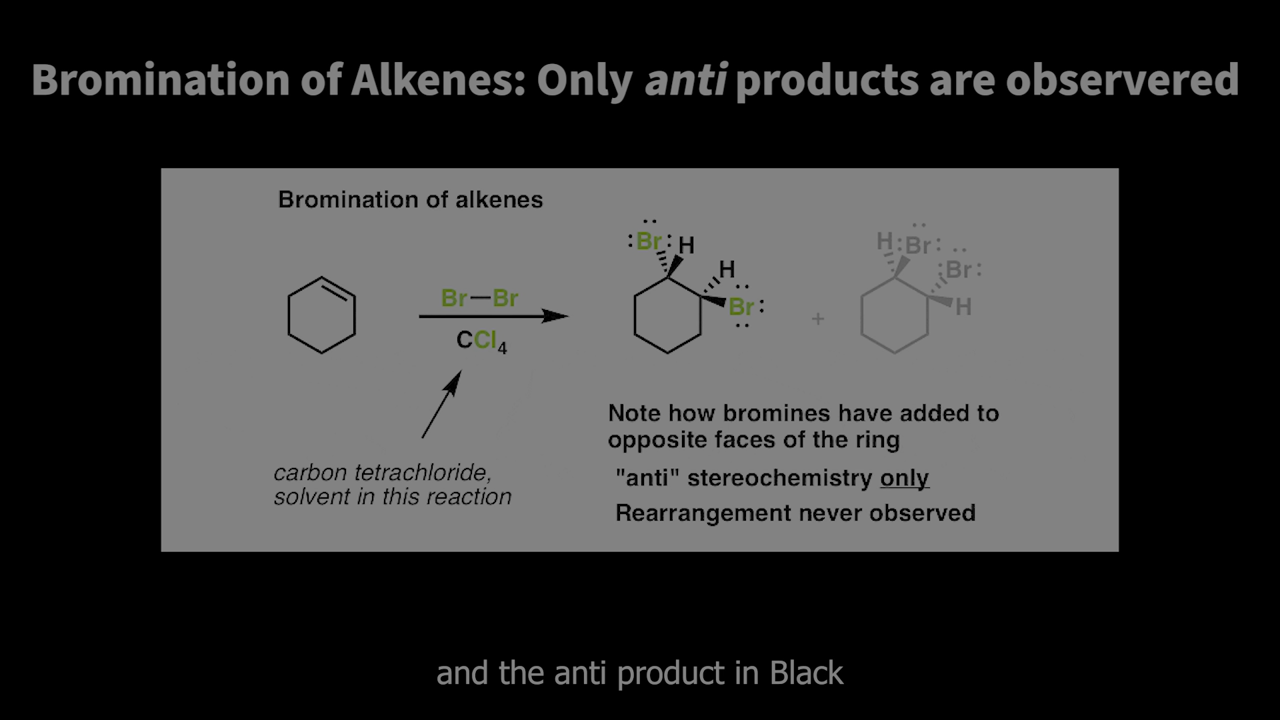 Bromination of Alkenes: Only anti products are observered
Bromination of alkenes
Br—Br
CCl4
carbon tetrachloride,
solvent in this reaction
:Br: H
H
Br:
+
H :Br:
:Br:
H
Note how bromines have added to
opposite faces of the ring
"anti" stereochemistry only
Rearrangement never observed
and the anti product in Black